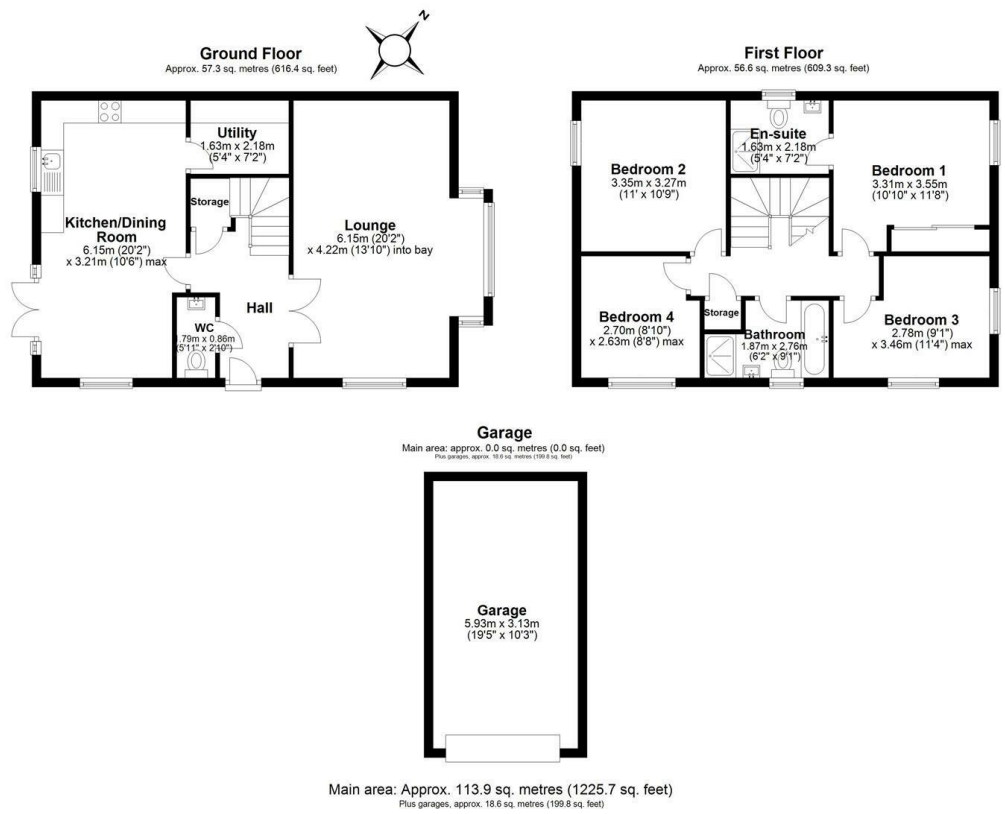 N
Ground Floor
Approx. 57.3 sq. metres (616.4 sq. feet)
Utility
1.63m x 2.18m
(5'4" x 7'2")
Storage
Kitchen/Dining
Room
6.15m (20'2")
x 3.21m (10'6") max
Lounge
6.15m (20'2")
x 4.22m (13'10") into bay
Hall
WC
1.79m x 0.86m
(5'11" x 2'10")
First Floor
Approx. 56.6 sq. metres (609.3 sq. feet)
En-suite
1.63m x 2.18m
(5'4" x 7'2")
Bedroom 2
3.35m x 3.27m
(11' x 10'9")
Bedroom 1
3.31m x 3.55m
(10'10" x 11'8")
Storage
Bedroom 4
2.70m (8'10")
x 2.63m (8'8") max
Bathroom
1.87m x 2.76m
(6'2" x 9'1")
Bedroom 3
2.78m (9'1")
x 3.46m (11'4") max
Garage
Main area: approx. 0.0 sq. metres (0.0 sq. feet)
Plus garages, approx. 18.6 sq. metres (199.8 sq. feet)
Garage
5.93m x 3.13m
(19'5" x 10'3")
Main area: Approx. 113.9 sq. metres (1225.7 sq. feet)
Plus garages, approx. 18.6 sq. metres (199.8 sq. feet)